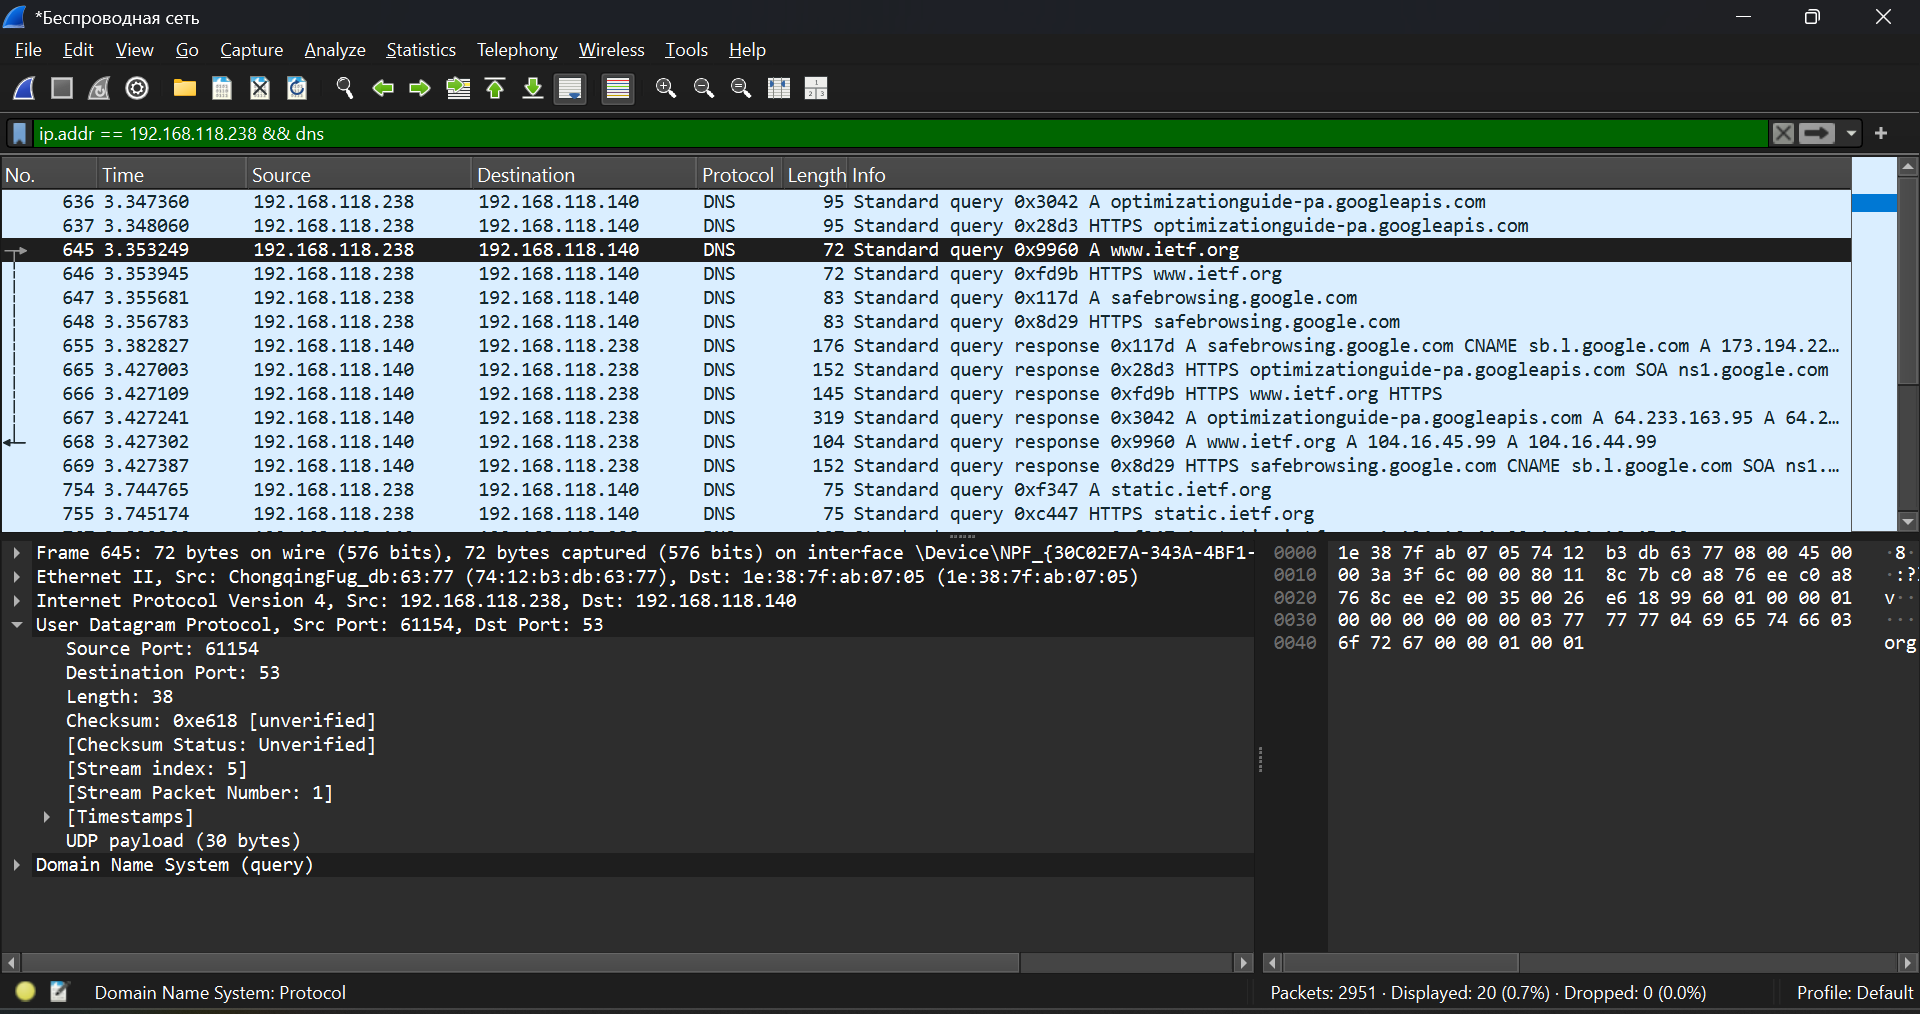 *Беспроводная сеть
File Edit View Go Capture Analyze Statistics Telephony Wireless Tools Help
ip.addr == 192.168.118.238 && dns
No. Time Source Destination Protocol Length Info
636 3.347360 192.168.118.238 192.168.118.140 DNS 95 Standard query 0x3042 A optimizationguide-pa.googleapis.com
637 3.348060 192.168.118.238 192.168.118.140 DNS 95 Standard query 0x28d3 HTTPS optimizationguide-pa.googleapis.com
645 3.353249 192.168.118.238 192.168.118.140 DNS 72 Standard query 0x9960 A www.ietf.org
646 3.353945 192.168.118.238 192.168.118.140 DNS 72 Standard query 0xfd9b HTTPS www.ietf.org
647 3.355681 192.168.118.238 192.168.118.140 DNS 83 Standard query 0x117d A safebrowsing.google.com
648 3.356783 192.168.118.238 192.168.118.140 DNS 83 Standard query 0x8d29 HTTPS safebrowsing.google.com
655 3.382827 192.168.118.140 192.168.118.238 DNS 176 Standard query response 0x117d A safebrowsing.google.com CNAME sb.l.google.com A 173.194.22…
665 3.427003 192.168.118.140 192.168.118.238 DNS 152 Standard query response 0x28d3 HTTPS optimizationguide-pa.googleapis.com SOA ns1.google.com
666 3.427109 192.168.118.140 192.168.118.238 DNS 145 Standard query response 0xfd9b HTTPS www.ietf.org HTTPS
667 3.427241 192.168.118.140 192.168.118.238 DNS 319 Standard query response 0x3042 A optimizationguide-pa.googleapis.com A 64.233.163.95 A 64.2…
668 3.427302 192.168.118.140 192.168.118.238 DNS 104 Standard query response 0x9960 A www.ietf.org A 104.16.45.99 A 104.16.44.99
669 3.427387 192.168.118.140 192.168.118.238 DNS 152 Standard query response 0x8d29 HTTPS safebrowsing.google.com CNAME sb.l.google.com SOA ns1.…
754 3.744765 192.168.118.238 192.168.118.140 DNS 75 Standard query 0xf347 A static.ietf.org
755 3.745174 192.168.118.238 192.168.118.140 DNS 75 Standard query 0xc447 HTTPS static.ietf.org
Frame 645: 72 bytes on wire (576 bits), 72 bytes captured (576 bits) on interface \Device\NPF_{30C02E7A-343A-4BF1-
Ethernet II, Src: ChongqingFug_db:63:77 (74:12:b3:db:63:77), Dst: 1e:38:7f:ab:07:05 (1e:38:7f:ab:07:05)
Internet Protocol Version 4, Src: 192.168.118.238, Dst: 192.168.118.140
User Datagram Protocol, Src Port: 61154, Dst Port: 53
Source Port: 61154
Destination Port: 53
Length: 38
Checksum: 0xe618 [unverified]
[Checksum Status: Unverified]
[Stream index: 5]
[Stream Packet Number: 1]
[Timestamps]
UDP payload (30 bytes)
Domain Name System (query)
0000 1e 38 7f ab 07 05 74 12 b3 db 63 77 08 00 45 00 ·8·
0010 00 3a 3f 6c 00 00 80 11 8c 7b c0 a8 76 ee c0 a8 ·:?
0020 76 8c ee e2 00 35 00 26 e6 18 99 60 01 00 00 01 v··
0030 00 00 00 00 00 00 03 77 77 77 04 69 65 74 66 03 ···
0040 6f 72 67 00 00 01 00 01 org
Domain Name System: Protocol
Packets: 2951 · Displayed: 20 (0.7%) · Dropped: 0 (0.0%)
Profile: Default